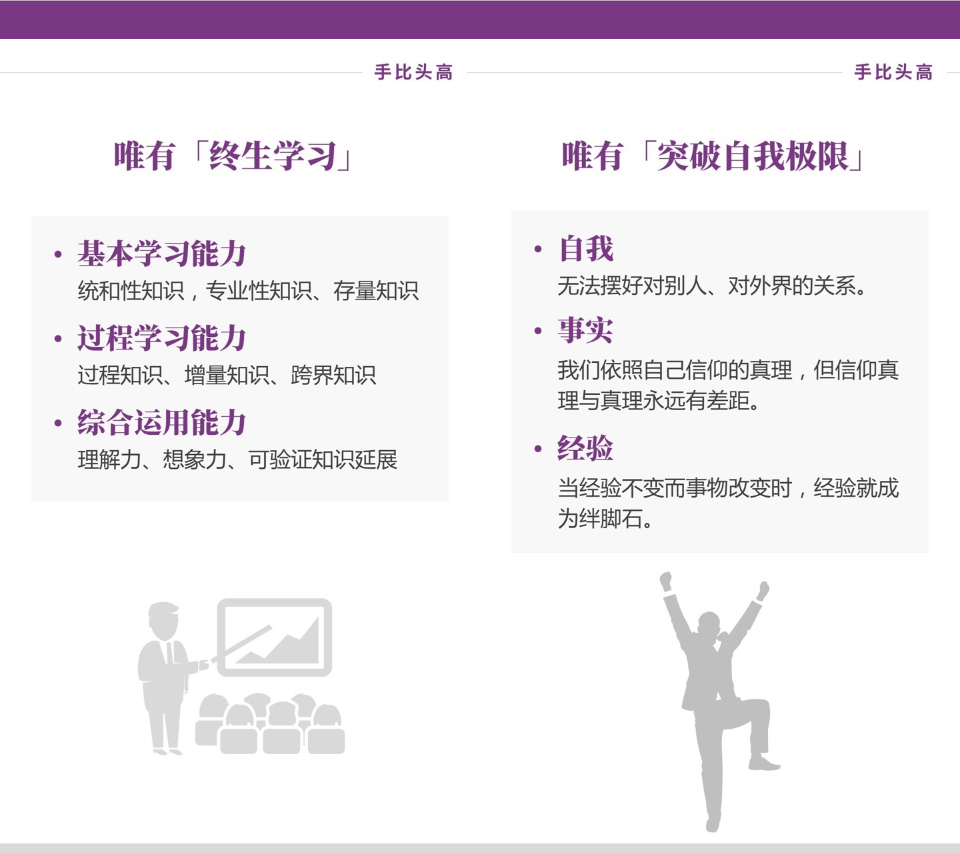 手比头高
唯有「终生学习」
• 基本学习能力
统和性知识，专业性知识、存量知识
• 过程学习能力
过程知识、增量知识、跨界知识
• 综合运用能力
理解力、想象力、可验证知识延展
手比头高
唯有「突破自我极限」
• 自我
无法摆好对别人、对外界的关系。
• 事实
我们依照自己信仰的真理，但信仰真
理与真理永远有差距。
• 经验
当经验不变而事物改变时，经验就成
为绊脚石。